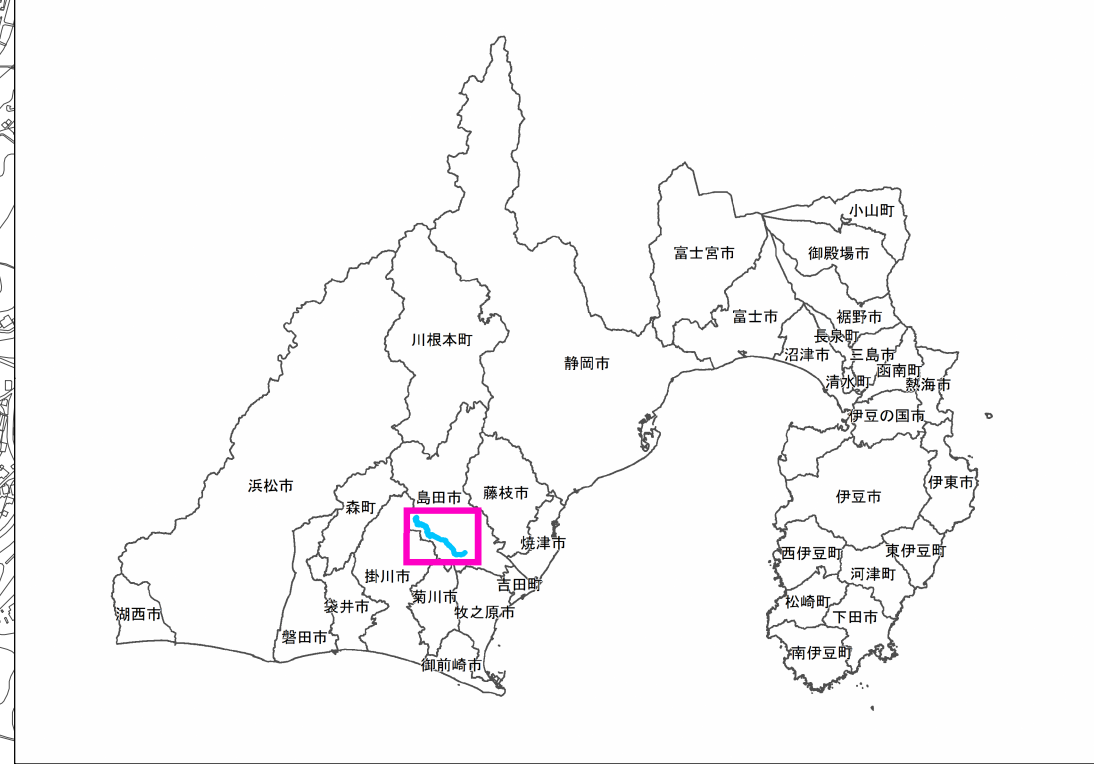 小山町
富士宮市
御殿場市
富士市
裾野市
長泉町
川根本町
静岡市
沼津市
三島市
函南町
清水町
熱海市
伊豆の国市
浜松市
島田市
藤枝市
伊豆市
伊東市
森町
焼津市
西伊豆町
東伊豆町
掛川市
河津町
吉田町
菊川市
湖西市
袋井市
牧之原市
松崎町
下田市
磐田市
御前崎市
南伊豆町